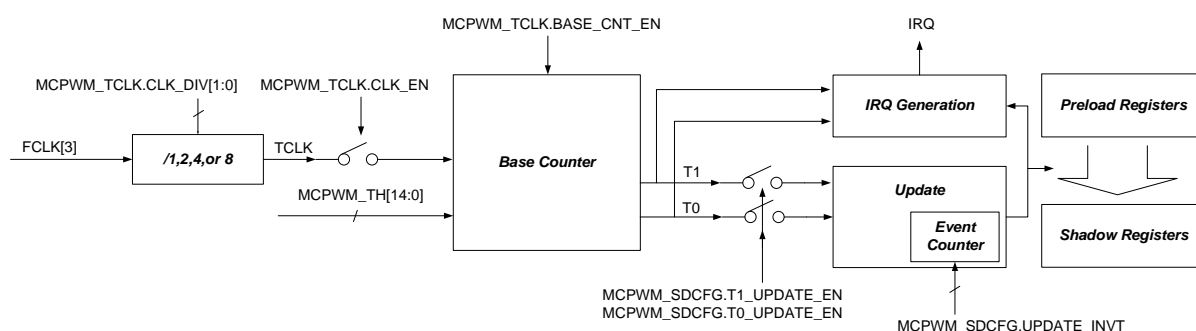 MCPWM_TCLK.BASE_CNT_EN
IRQ
MCPWM_TCLK.CLK_DIV[1:0]
MCPWM_TCLK.CLK_EN
FCLK[3]
/1,2,4,or 8
TCLK
MCPWM_TH[14:0]
Base Counter
T1
T0
IRQ Generation
Update
Event
Counter
Preload Registers
Shadow Registers
MCPWM_SDCFG.T1_UPDATE_EN
MCPWM_SDCFG.T0_UPDATE_EN
MCPWM_SDCFG.UPDATE_INVT